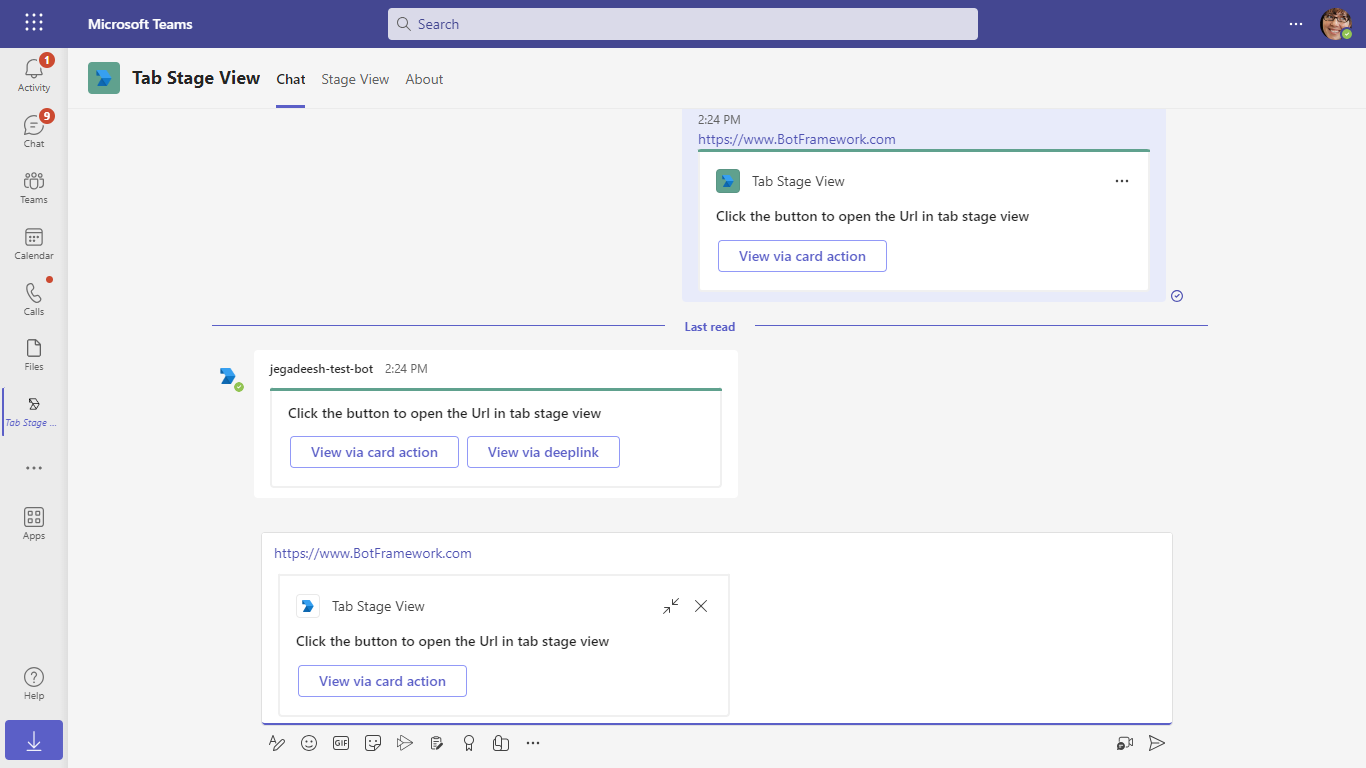 Microsoft Teams
Search
1
Activity
9
Chat
Teams
Calendar
Calls
Files
Tab Stage ...
Apps
Help
Tab Stage View Chat Stage View About
2:24 PM
https://www.BotFramework.com
Tab Stage View
Click the button to open the Url in tab stage view
View via card action
Last read
jegadeesh-test-bot 2:24 PM
Click the button to open the Url in tab stage view
View via card action View via deeplink
https://www.BotFramework.com
Tab Stage View
Click the button to open the Url in tab stage view
View via card action
GIF